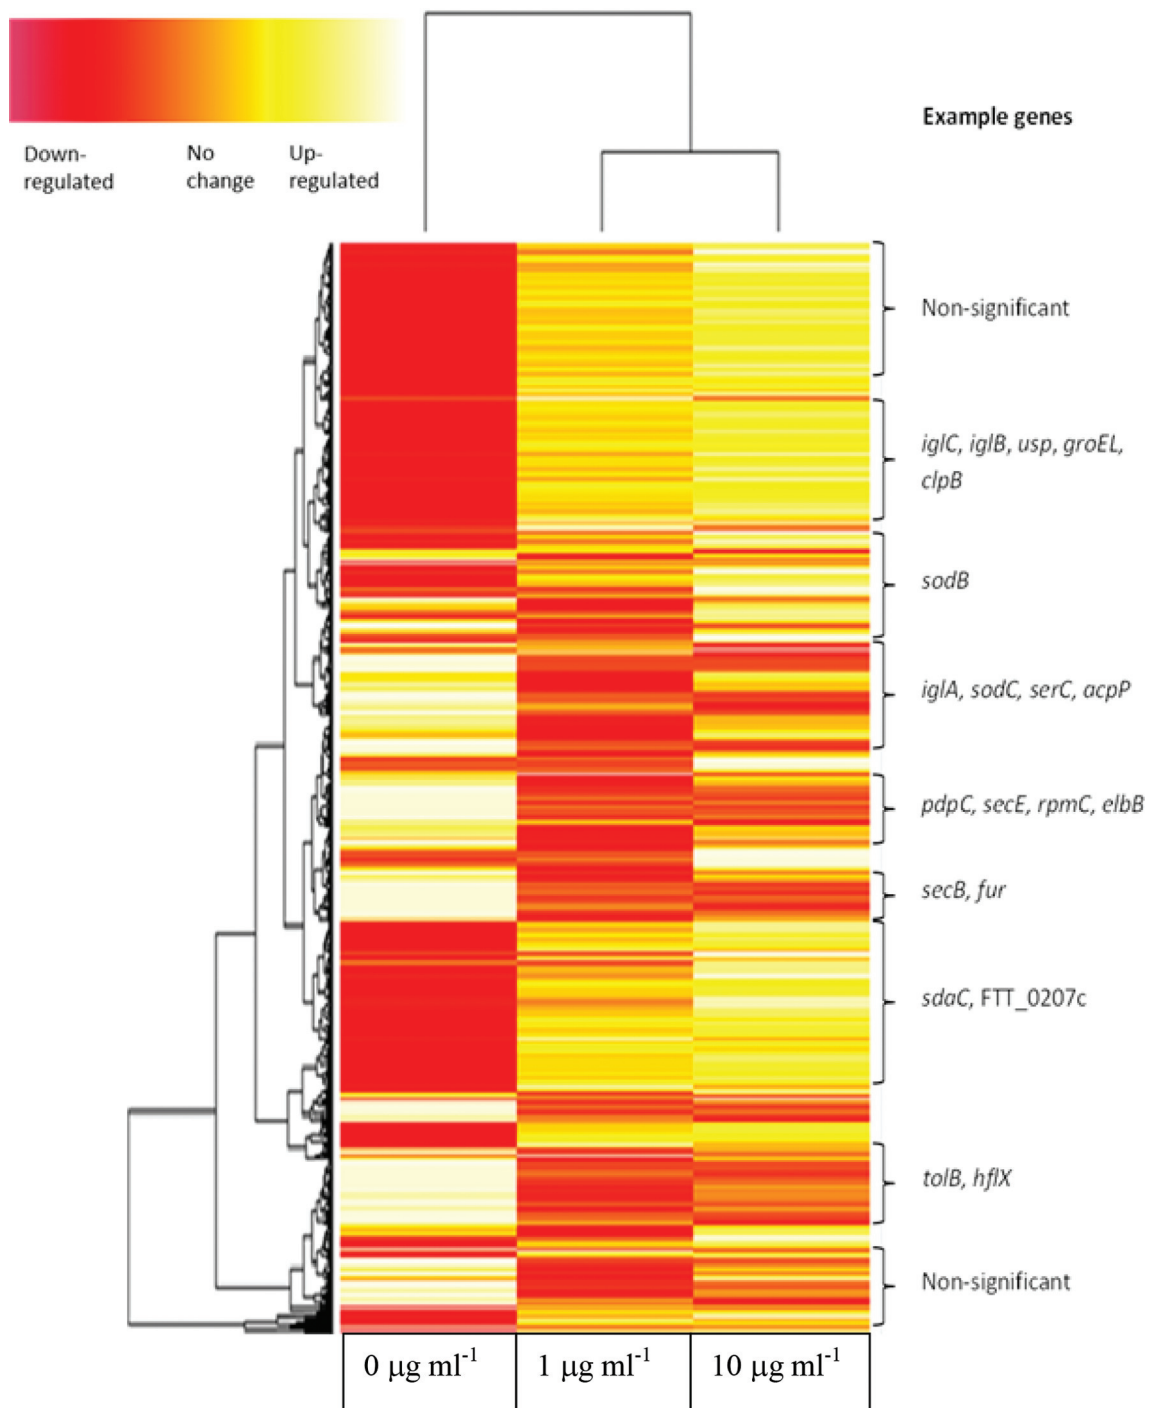 Down-
regulated
No
change
Up-
regulated
Example genes
Non-significant
iglC, iglB, usp, groEL,
clpB
sodB
iglA, sodC, serC, acpP
pdpC, secE, rpmC, elbB
secB, fur
sdaC, FTT_0207c
tolB, hflX
Non-significant
0 μg ml⁻¹
1 μg ml⁻¹
10 μg ml⁻¹